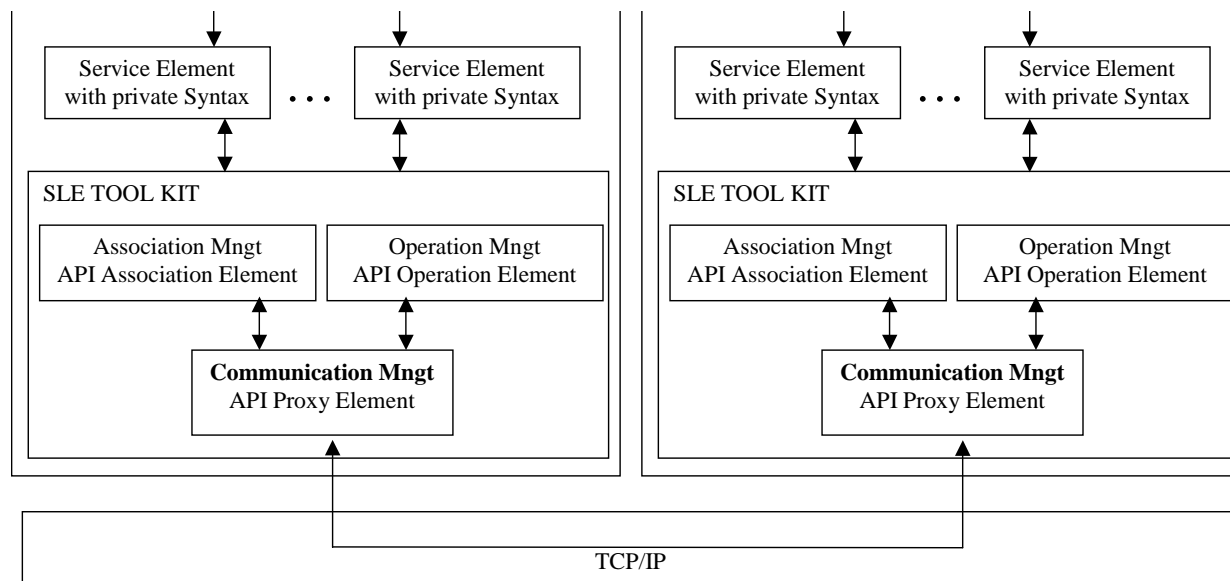 Service Element
with private Syntax
. . .
Service Element
with private Syntax
Service Element
with private Syntax
. . .
Service Element
with private Syntax
SLE TOOL KIT
Association Mngt
API Association Element
Operation Mngt
API Operation Element
Communication Mngt
API Proxy Element
SLE TOOL KIT
Association Mngt
API Association Element
Operation Mngt
API Operation Element
Communication Mngt
API Proxy Element
TCP/IP